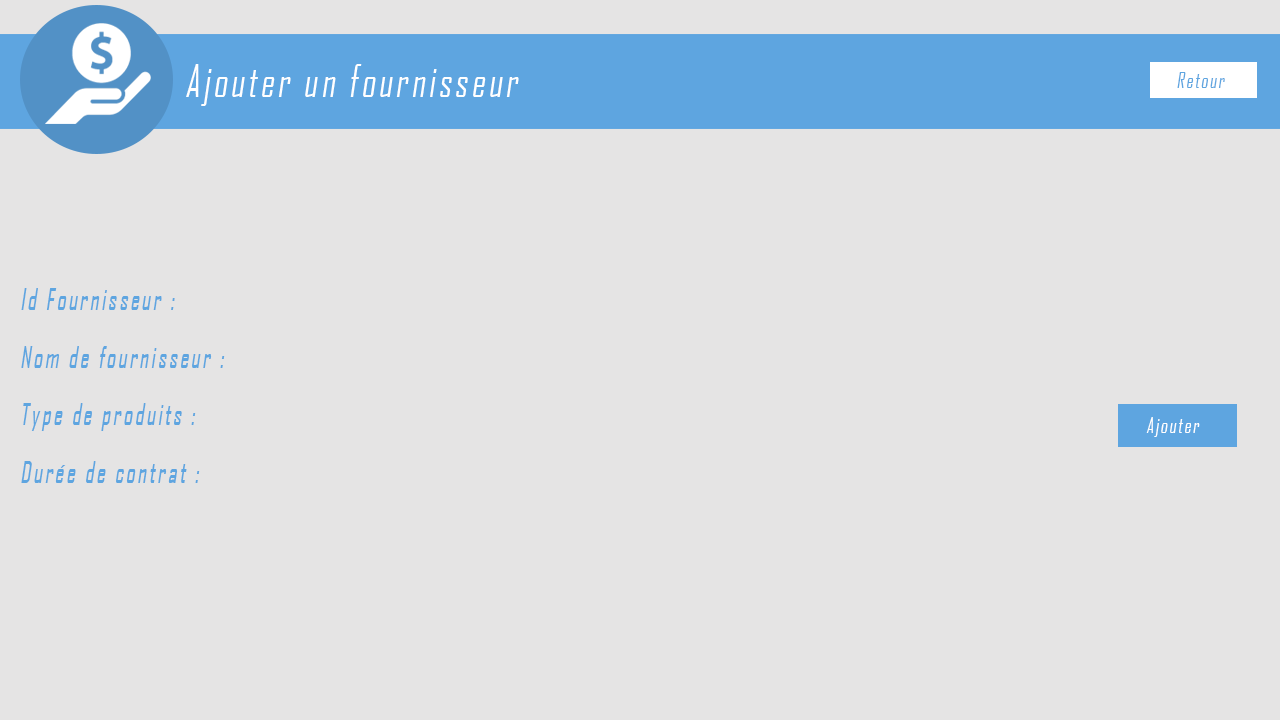 $
Ajouter un fournisseur
Retour
Id Fournisseur :
Nom de fournisseur :
Type de produits :
Ajouter
Durée de contrat :